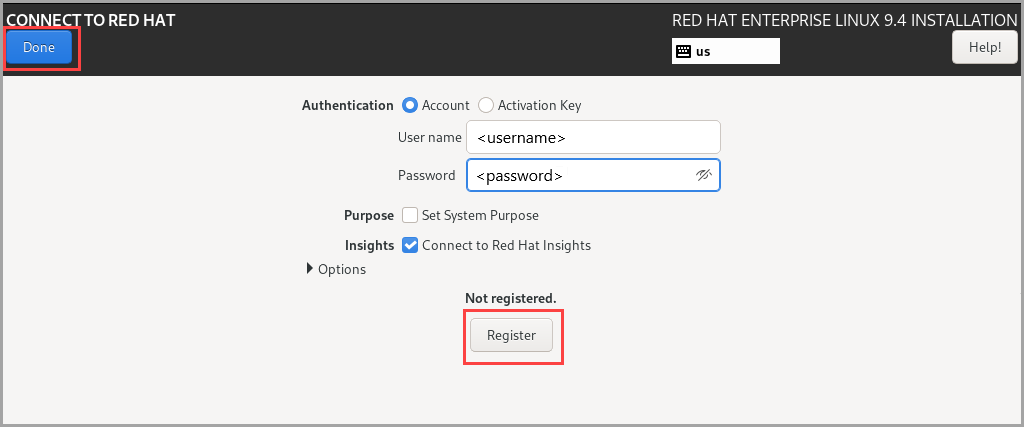 CONNECT TO RED HAT
RED HAT ENTERPRISE LINUX 9.4 INSTALLATION
Done
us
Help!
Authentication Account Activation Key
User name <username>
Password <password>
Purpose Set System Purpose
Insights Connect to Red Hat Insights
Options
Not registered.
Register